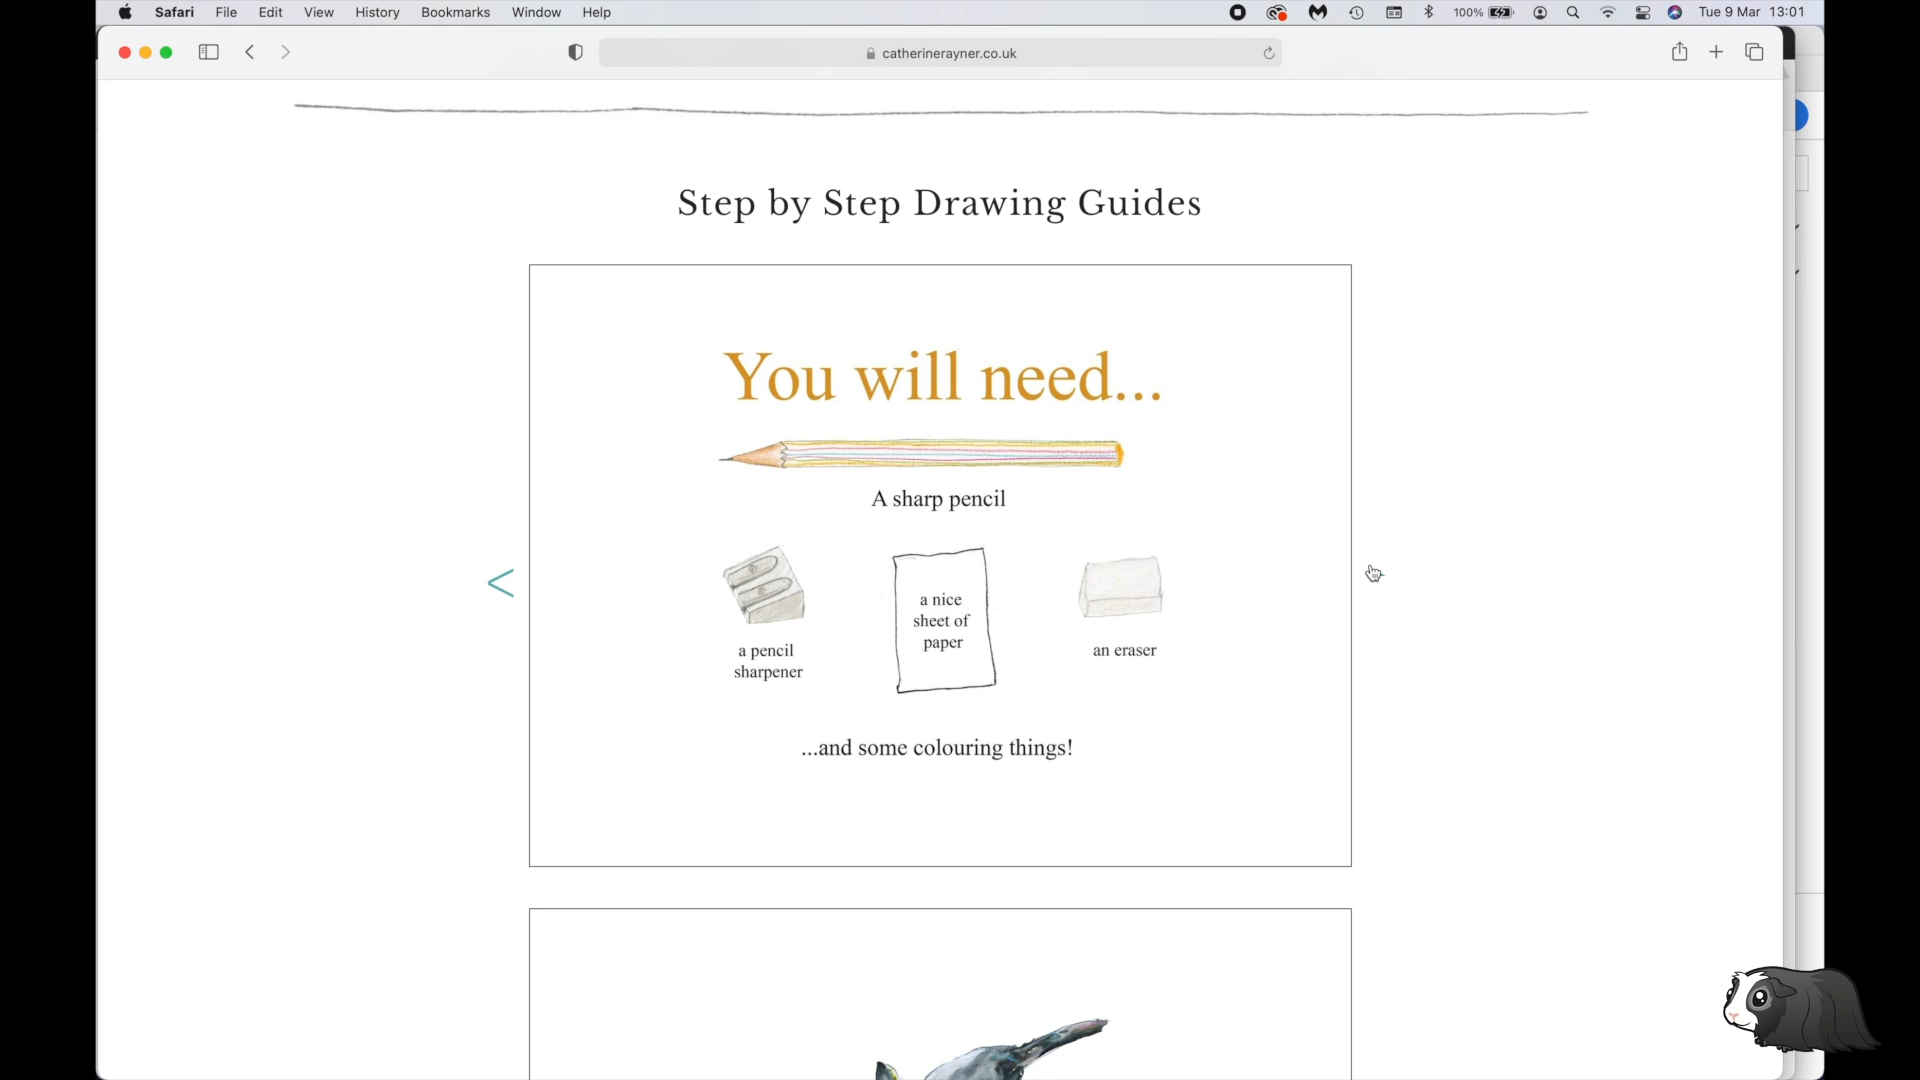 Safari File Edit View History Bookmarks Window Help 100% Tue 9 Mar 13:01
catherinerayner.co.uk
Step by Step Drawing Guides
You will need...
A sharp pencil
a nice
sheet of
paper
a pencil
sharpener
an eraser
<
...and some colouring things!